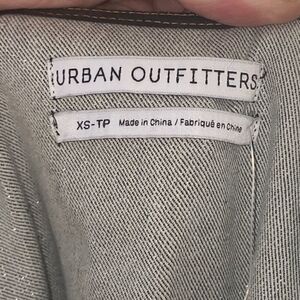 URBAN OUTFITTERS
XS-TP Made in China / Fabriqué en Chine